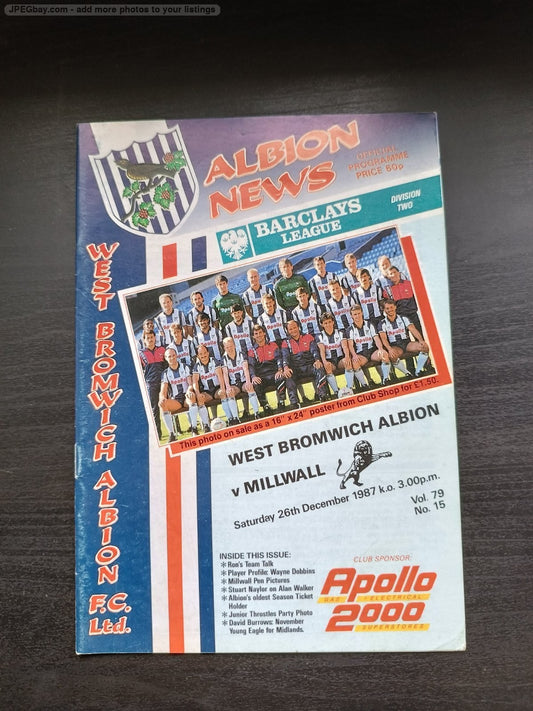 JPEGbay.com - add more photos to your listings
ALBION
NEWS
OFFICIAL
PROGRAMME
PRICE 50p
BARCLAYS
LEAGUE
DIVISION
TWO
WEST BROMWICH ALBION
F.C.
Ltd.
This photo on sale as a 16" x 24" poster from Club Shop for £1.50.
WEST BROMWICH ALBION
v MILLWALL
Saturday 26th December 1987 k.o. 3.00p.m.
Vol. 79
No. 15
INSIDE THIS ISSUE:
* Ron's Team Talk
* Player Profile: Wayne Dobbins
* Millwall Pen Pictures
* Stuart Naylor on Alan Walker
* Albion's oldest Season Ticket
Holder
* Junior Throstles Party Photo
* David Burrows: November
Young Eagle for Midlands.
CLUB SPONSOR:
Apollo
GAS & ELECTRICAL
2000
SUPERSTORES